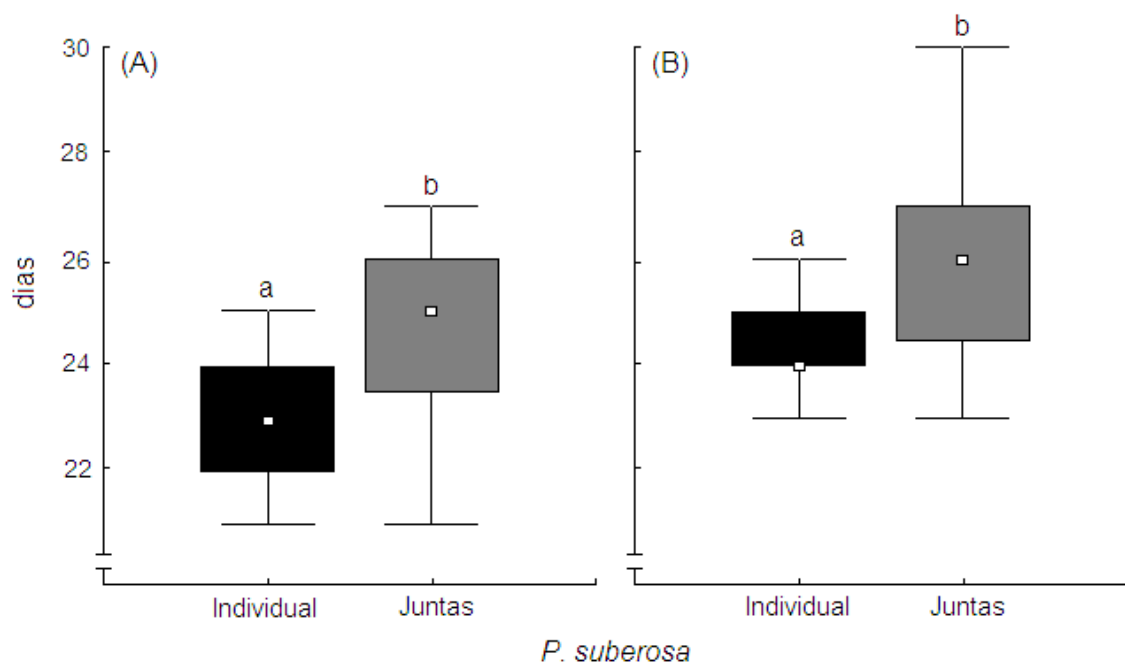 b
30
(A)
(B)
28
b
26
a
a
dias
24
22
Individual
Juntas
Individual
Juntas
P. suberosa